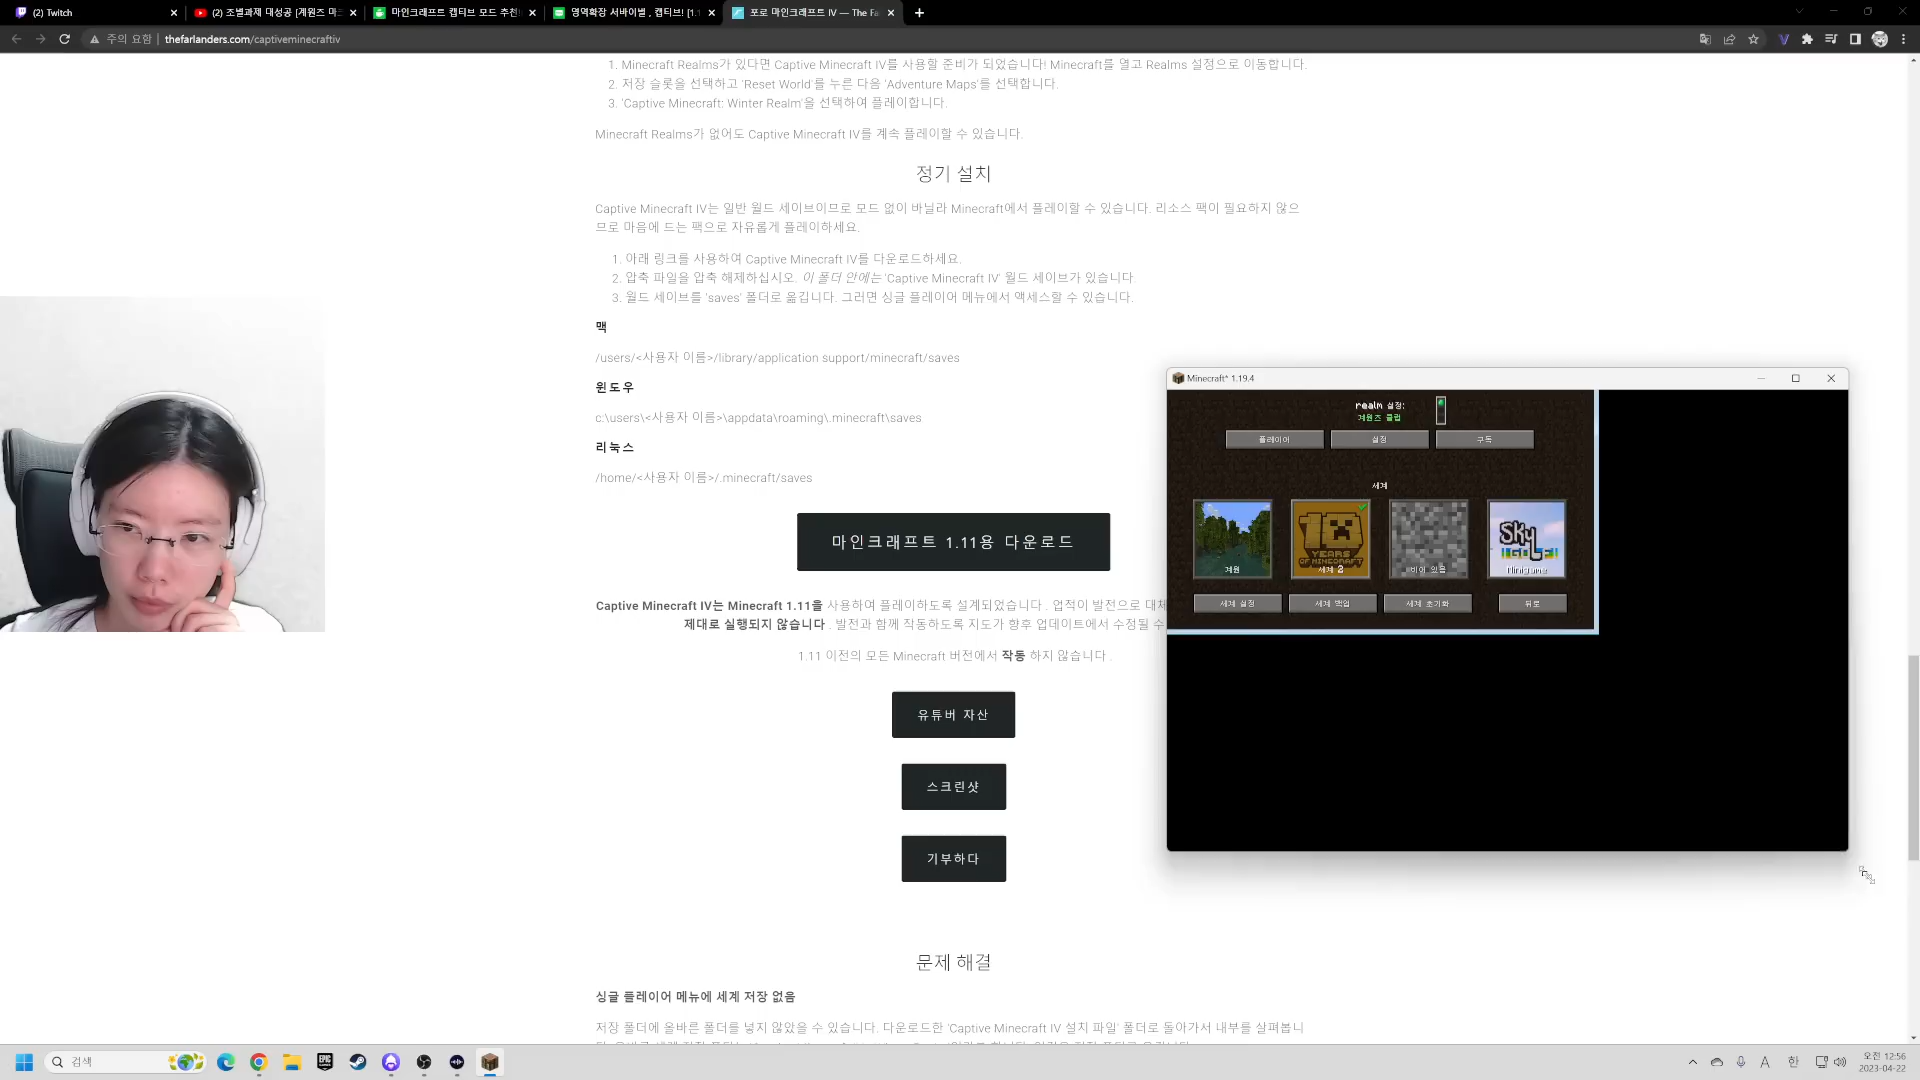 (2) Twitch
(2) 조별과제 대성공 [계원즈 마크
마인크래프트 캡티브 모드 추천
영역확장 서바이벌 , 캡티브! [1.1
포로 마인크래프트 IV — The Fa
주의 요함
thefarlanders.com/captiveminecraftiv
1. Minecraft Realms가 있다면 Captive Minecraft IV를 사용할 준비가 되었습니다! Minecraft를 열고 Realms 설정으로 이동합니다.
2. 저장 슬롯을 선택하고 'Reset World'를 누른 다음 'Adventure Maps'를 선택합니다.
3. 'Captive Minecraft: Winter Realm'을 선택하여 플레이합니다.
Minecraft Realms가 없어도 Captive Minecraft IV를 계속 플레이할 수 있습니다.
정기 설치
Captive Minecraft IV는 일반 월드 세이브이므로 모드 없이 바닐라 Minecraft에서 플레이할 수 있습니다. 리소스 팩이 필요하지 않으
므로 마음에 드는 팩으로 자유롭게 플레이하세요.
1. 아래 링크를 사용하여 Captive Minecraft IV를 다운로드하세요.
2. 압축 파일을 압축 해제하십시오. 이 폴더 안에는 'Captive Minecraft IV' 월드 세이브가 있습니다.
3. 월드 세이브를 'saves' 폴더로 옮깁니다. 그러면 싱글 플레이어 메뉴에서 액세스할 수 있습니다.
맥
/users/<사용자 이름>/library/application support/minecraft/saves
윈도우
c:\users\<사용자 이름>\appdata\roaming\.minecraft\saves
리눅스
/home/<사용자 이름>/.minecraft/saves
마인크래프트 1.11용 다운로드
Captive Minecraft IV는 Minecraft 1.11을 사용하여 플레이하도록 설계되었습니다 . 업적이 발전으로 대체
제대로 실행되지 않습니다 . 발전과 함께 작동하도록 지도가 향후 업데이트에서 수정될 수
1.11 이전의 모든 Minecraft 버전에서 작동 하지 않습니다 .
유튜버 자산
스크린샷
기부하다
문제 해결
싱글 플레이어 메뉴에 세계 저장 없음
저장 폴더에 올바른 폴더를 넣지 않았을 수 있습니다. 다운로드한 'Captive Minecraft IV 설치 파일' 폴더로 돌아가서 내부를 살펴봅니
Minecraft* 1.19.4
realm 설정:
계원즈 클럽
플레이어
설정
구독
세계
계원
10 YEARS OF MINECRAFT
세계 2
비어 있음
SKY GOLF
Minigame
세계 설정
세계 백업
세계 초기화
뒤로
검색
EPIC GAMES
A
한
오전 12:56
2023-04-22